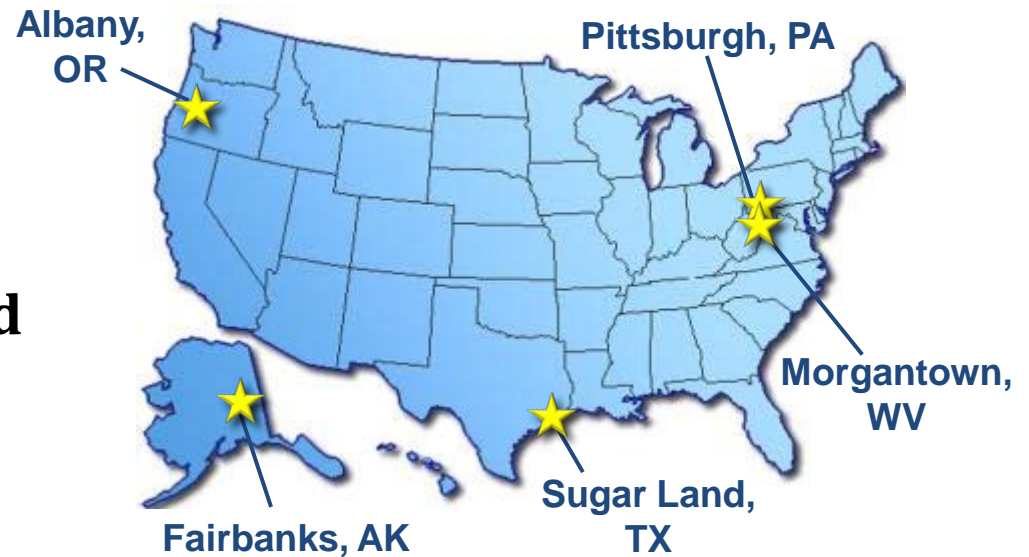 Albany,
OR
Pittsburgh, PA
d
Morgantown,
WV
Sugar Land,
TX
Fairbanks, AK